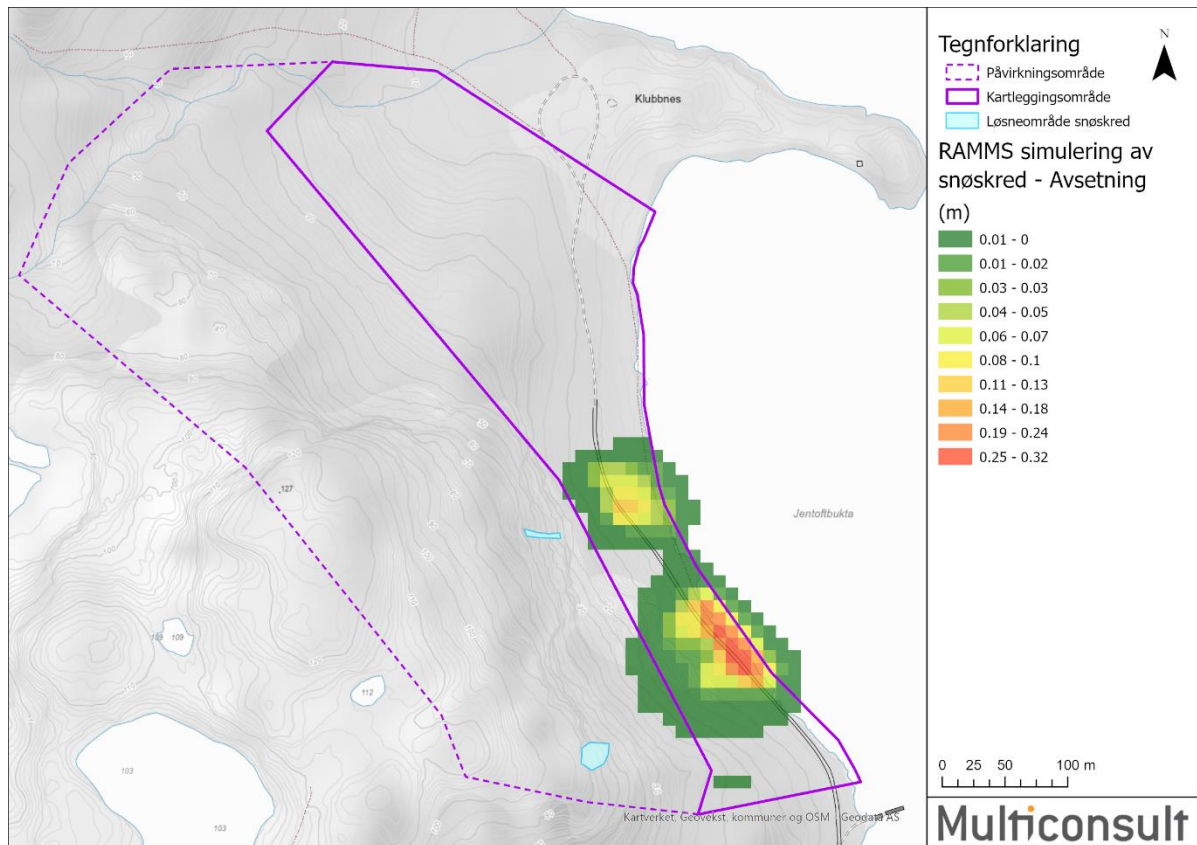 Tegnforklaring
N
Påvirkningsområde
Kartleggingsområde
Løsneområde snøskred
RAMMS simulering av
snøskred - Avsetning
(m)
0.01 - 0
0.01 - 0.02
0.03 - 0.03
0.04 - 0.05
0.06 - 0.07
0.08 - 0.1
0.11 - 0.13
0.14 - 0.18
0.19 - 0.24
0.25 - 0.32
Klubbnes
127
Jentoftbukta
109
112
103
103
0 25 50 100 m
Kartverket, Geovekst, kommuner og OSM - Geodata AS
Multiconsult